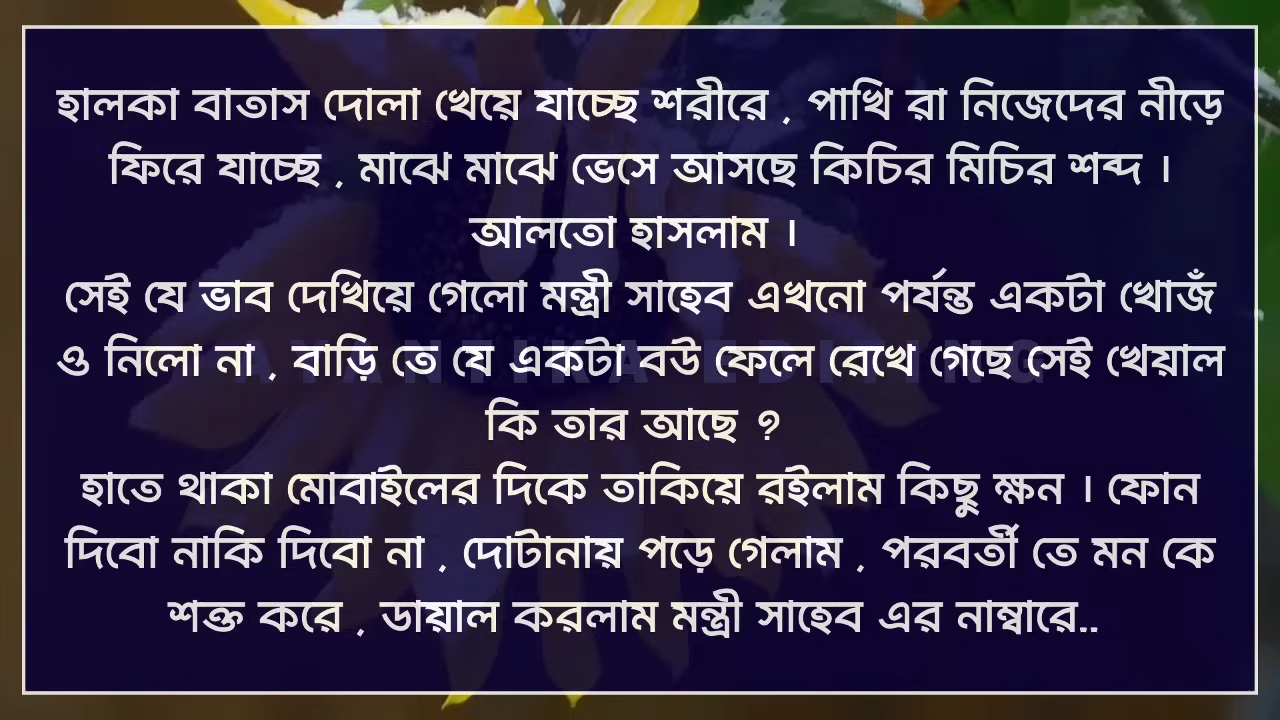 হালকা বাতাস দোলা খেয়ে যাচ্ছে শরীরে , পাখি রা নিজেদের নীড়ে
ফিরে যাচ্ছে , মাঝে মাঝে ভেসে আসছে কিচির মিচির শব্দ ।
আলতো হাসলাম ।
সেই যে ভাব দেখিয়ে গেলো মন্ত্রী সাহেব এখনো পর্যন্ত একটা খোজঁ
ও নিলো না , বাড়ি তে যে একটা বউ ফেলে রেখে গেছে সেই খেয়াল
কি তার আছে ?
হাতে থাকা মোবাইলের দিকে তাকিয়ে রইলাম কিছু ক্ষন । ফোন
দিবো নাকি দিবো না , দোটানায় পড়ে গেলাম , পরবর্তী তে মন কে
শক্ত করে , ডায়াল করলাম মন্ত্রী সাহেব এর নাম্বারে..